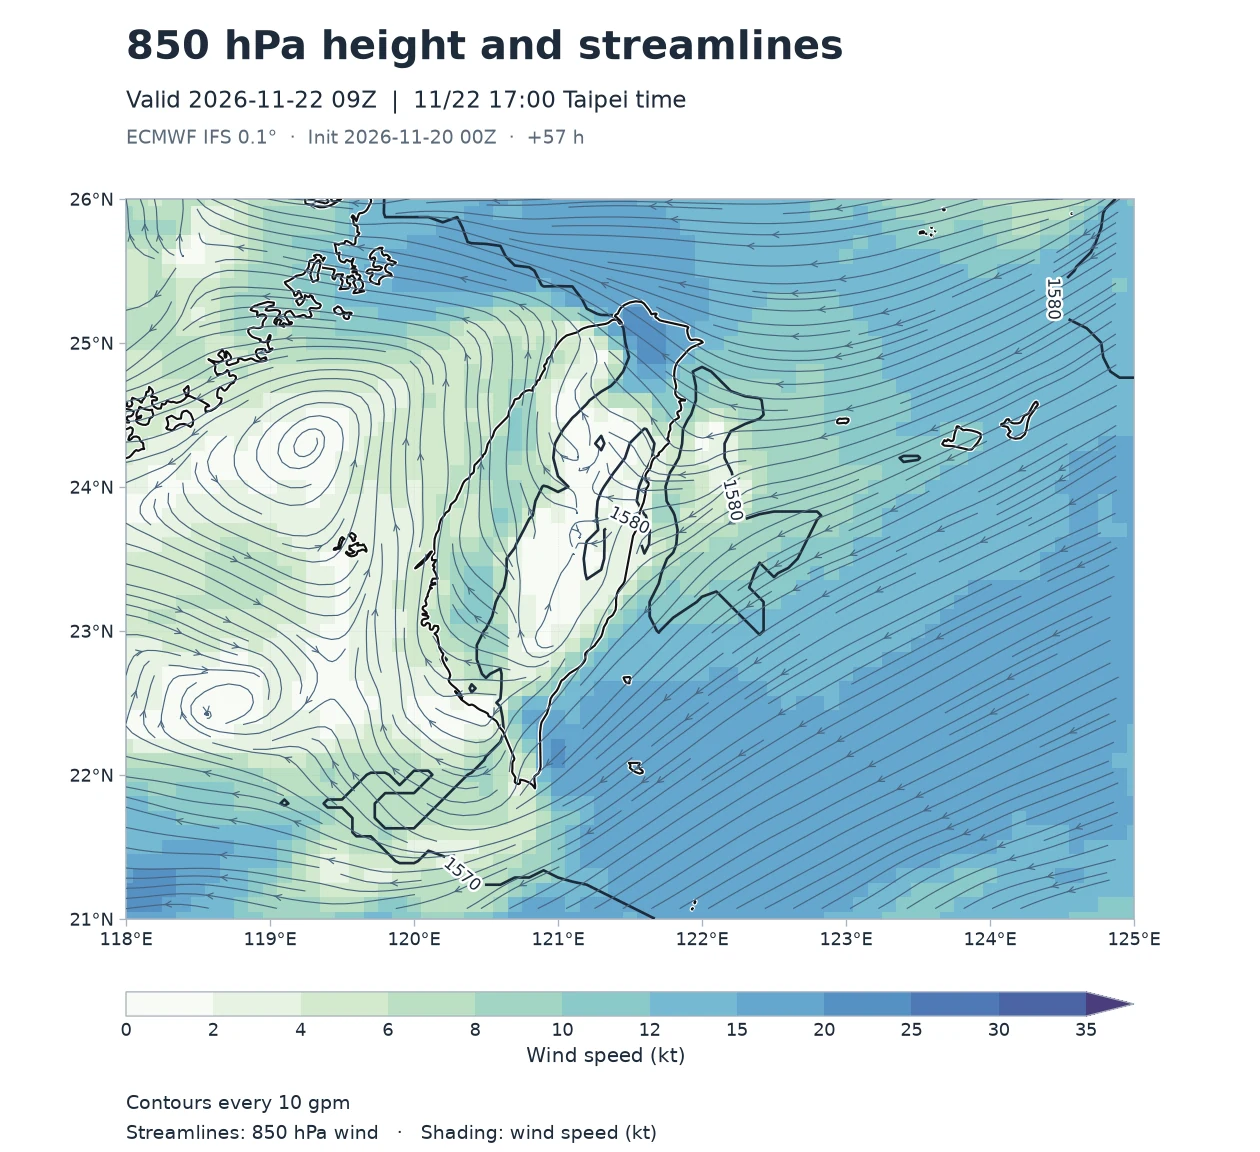 850 hPa height and streamlines
Valid 2026-11-22 09Z | 11/22 17:00 Taipei time
ECMWF IFS 0.1° · Init 2026-11-20 00Z · +57 h
26°N
25°N
24°N
23°N
22°N
21°N
1580
1580
1580
1570
118°E 119°E 120°E 121°E 122°E 123°E 124°E 125°E
0 2 4 6 8 10 12 15 20 25 30 35
Wind speed (kt)
Contours every 10 gpm
Streamlines: 850 hPa wind · Shading: wind speed (kt)